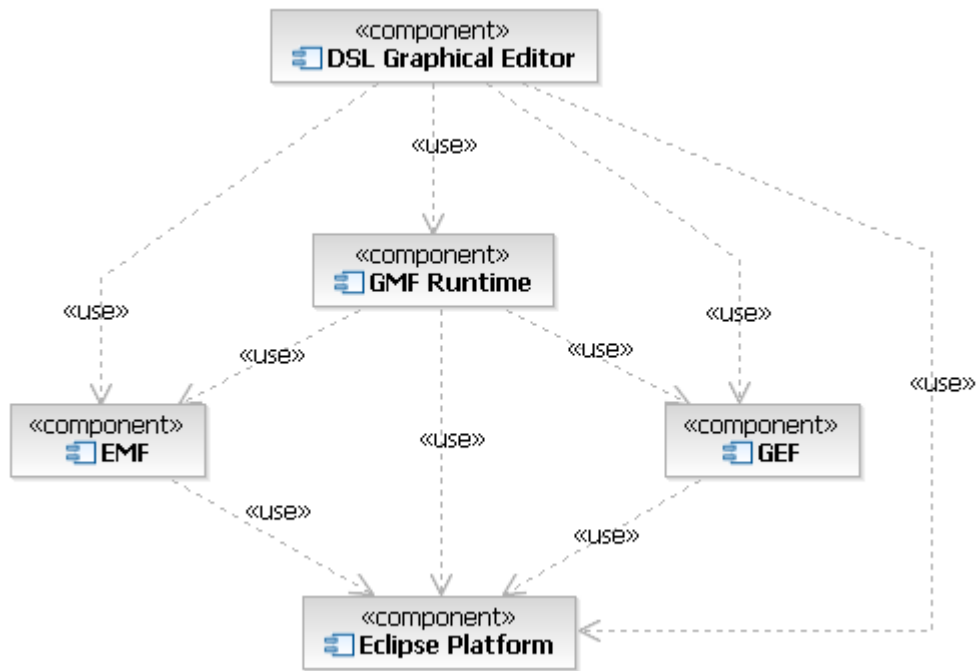 «component»
DSL Graphical Editor
«use»
«component»
GMF Runtime
«use»
«use»
«use»
«use»
«use»
«component»
EMF
«use»
«component»
GEF
«use»
«use»
«component»
Eclipse Platform